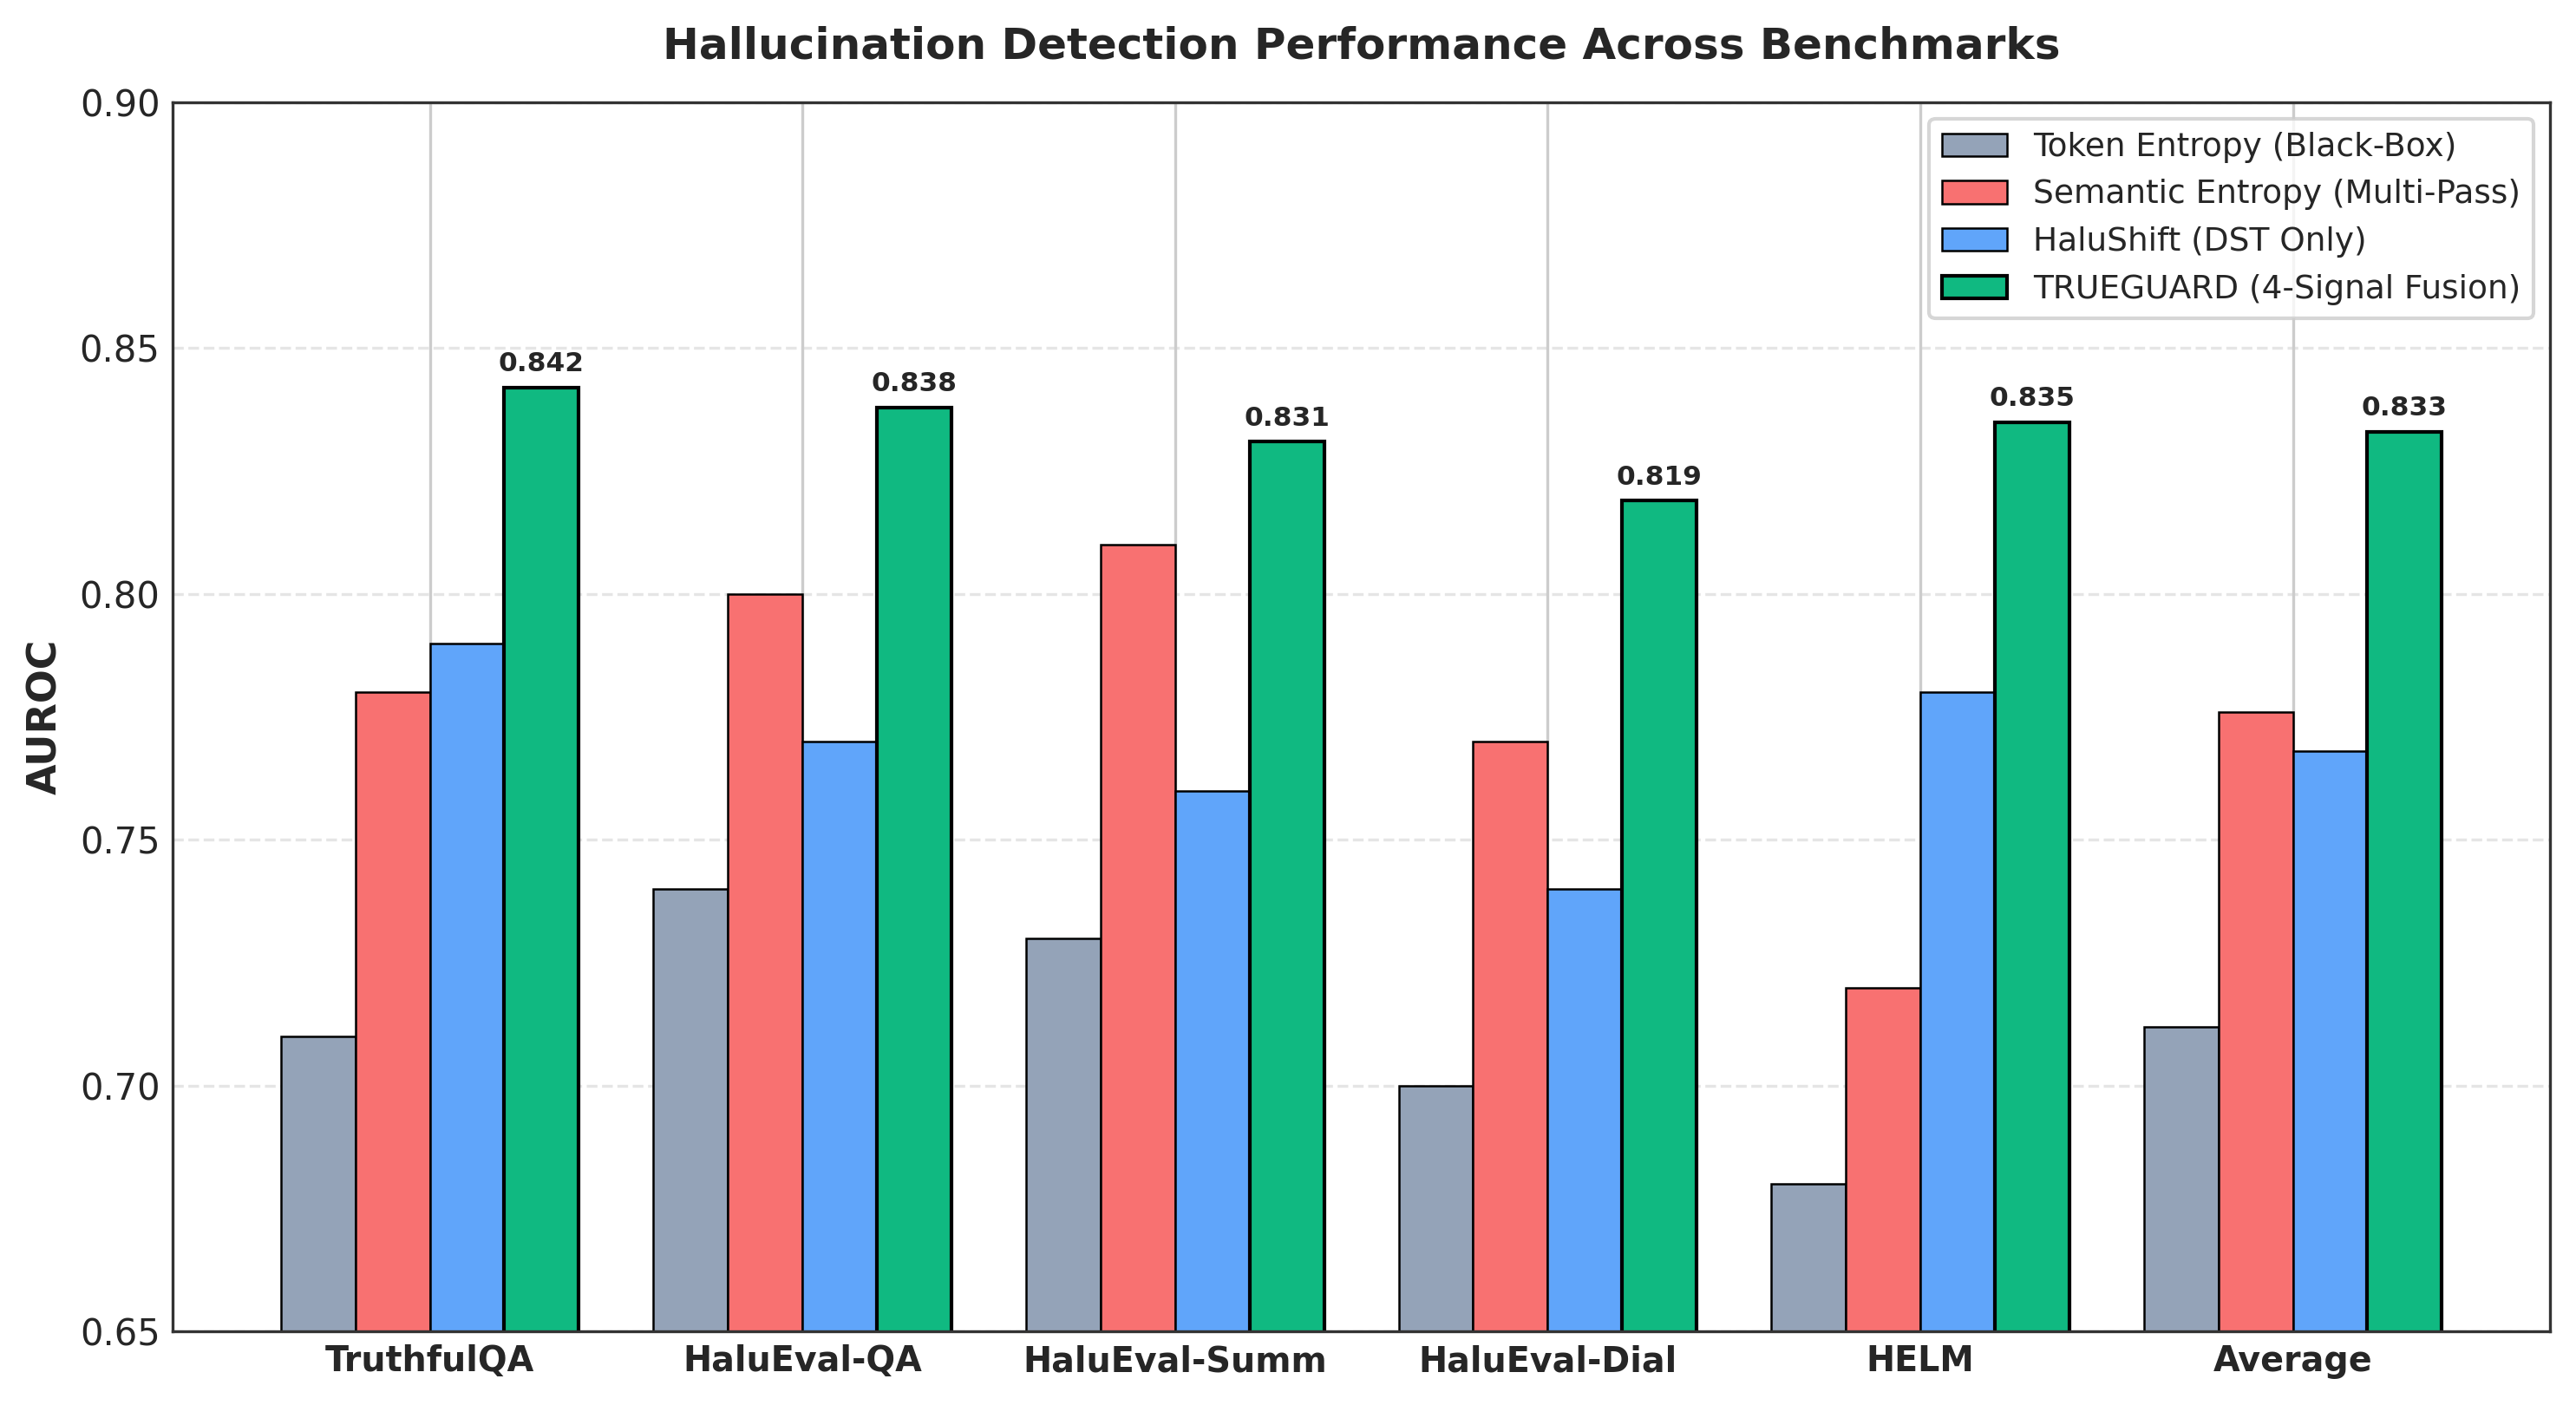 Hallucination Detection Performance Across Benchmarks
0.90
0.85
0.80
0.75
0.70
0.65
AUROC
Token Entropy (Black-Box)
Semantic Entropy (Multi-Pass)
HaluShift (DST Only)
TRUEGUARD (4-Signal Fusion)
0.842
0.838
0.831
0.819
0.835
0.833
TruthfulQA
HaluEval-QA
HaluEval-Summ
HaluEval-Dial
HELM
Average